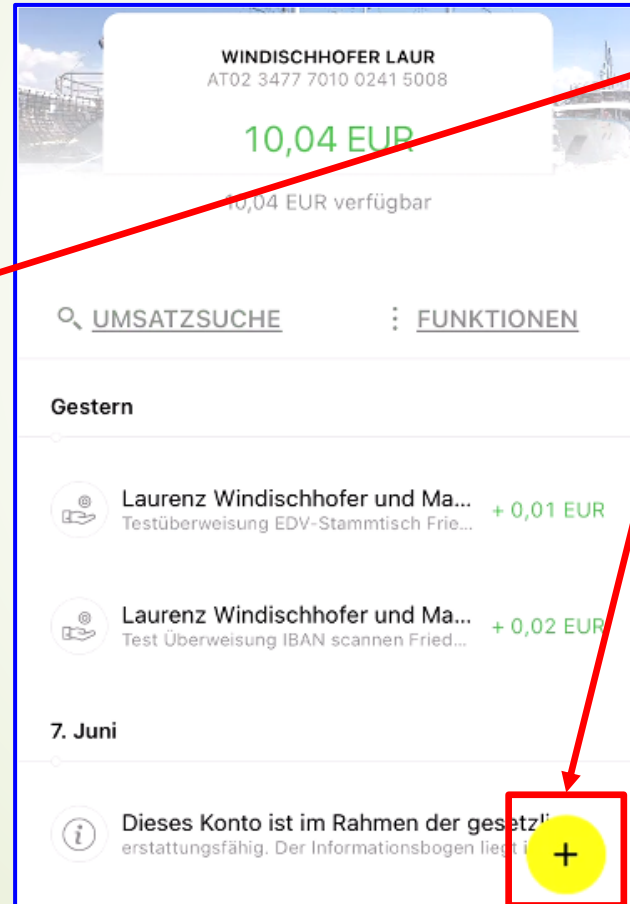 WINDISCHHOFER LAUR
AT02 3477 7010 0241 5008
10,04 EUR
10,04 EUR verfügbar
UMSATZSUCHE
FUNKTIONEN
Gestern
Laurenz Windischhofer und Ma... + 0,01 EUR
Testüberweisung EDV-Stammtisch Frie...
Laurenz Windischhofer und Ma... + 0,02 EUR
Test Überweisung IBAN scannen Fried...
7. Juni
Dieses Konto ist im Rahmen der
erstattungsfähig. Der Informationsbogen liegt
+